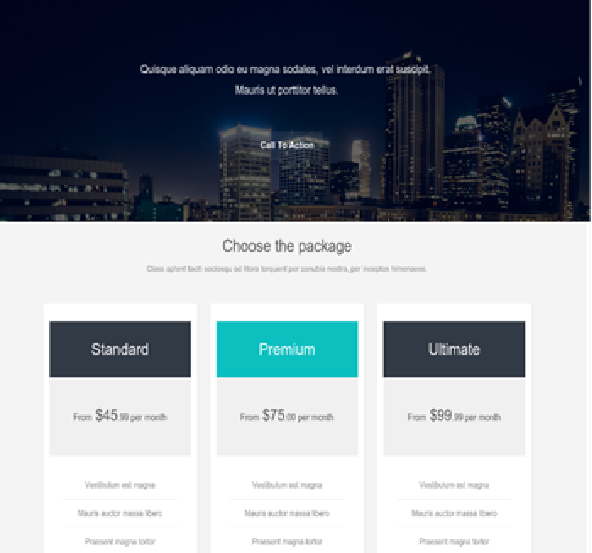 Quisque aliquam odio eu magna sodales, vel interdum erat suscipit.
Mauris ut porttitor tellus.
Call To Action
Choose the package
Class aptent taciti sociosqu ad litora torquent per conubia nostra, per inceptos himenaeos.
Standard
Premium
Ultimate
From $45.99 per month
From $75.00 per month
From $99.99 per month
Vestibulum est magna
Vestibulum est magna
Vestibulum est magna
Mauris auctor massa libero
Mauris auctor massa libero
Mauris auctor massa libero
Praesent magna tortor
Praesent magna tortor
Praesent magna tortor